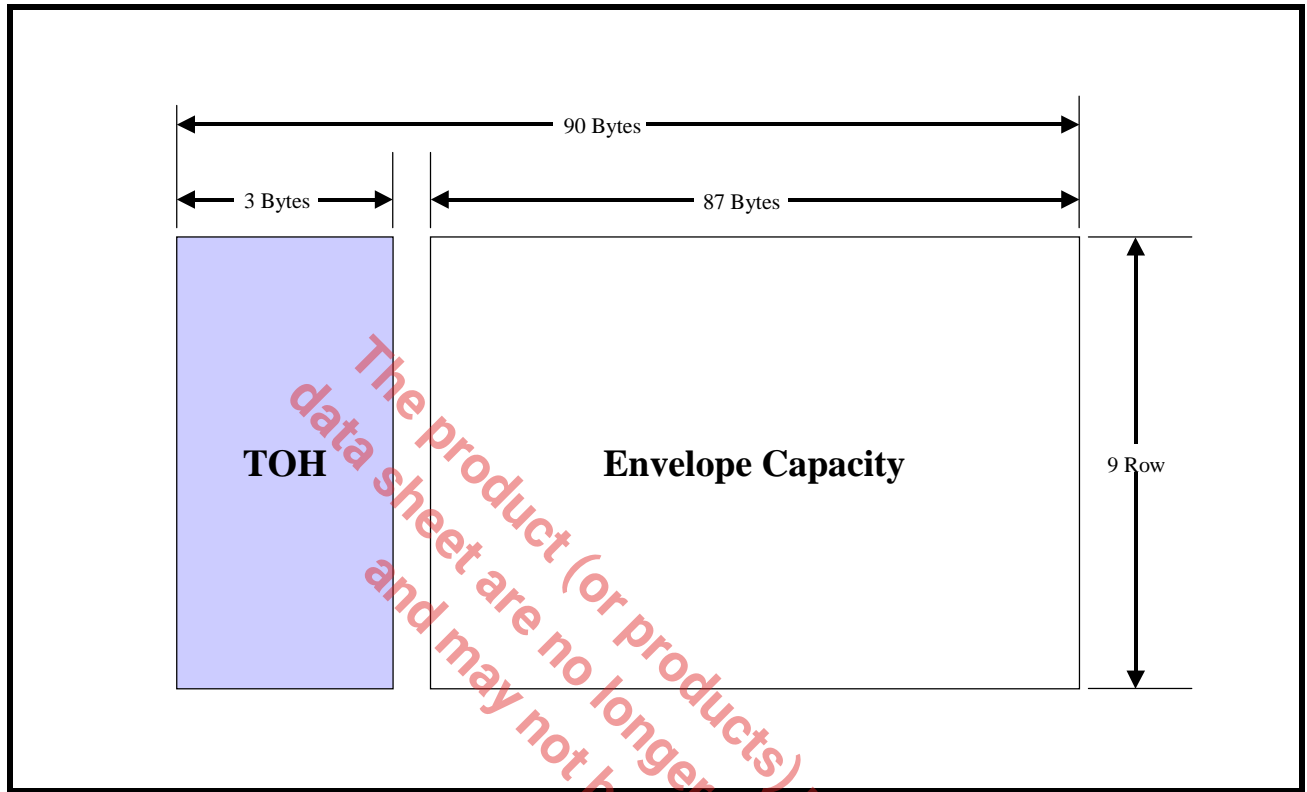 90 Bytes
3 Bytes
87 Bytes
TOH
Envelope Capacity
9 Row
The product (or products)
data sheet are no longer
and may not b